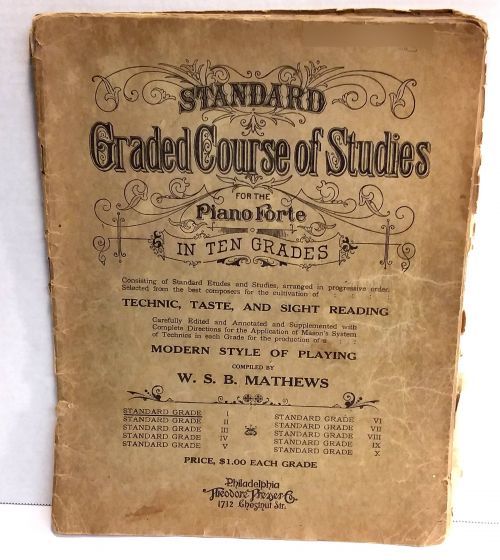 STANDARD
Graded Course of Studies
FOR THE
Piano Forte
IN TEN GRADES
Consisting of Standard Etudes and Studies, arranged in progressive order.
Selected from the best composers for the cultivation of : : : :
TECHNIC, TASTE, AND SIGHT READING
Carefully Edited and Annotated and Supplemented with
Complete Directions for the Application of Mason's System
of Technics in each Grade for the production of a : :
MODERN STYLE OF PLAYING
COMPILED BY
W. S. B. MATHEWS
STANDARD GRADE I
STANDARD GRADE II
STANDARD GRADE III
STANDARD GRADE IV
STANDARD GRADE V
STANDARD GRADE VI
STANDARD GRADE VII
STANDARD GRADE VIII
STANDARD GRADE IX
STANDARD GRADE X
PRICE, $1.00 EACH GRADE
Philadelphia
Theodore Presser Co.
1712 Chestnut Str.